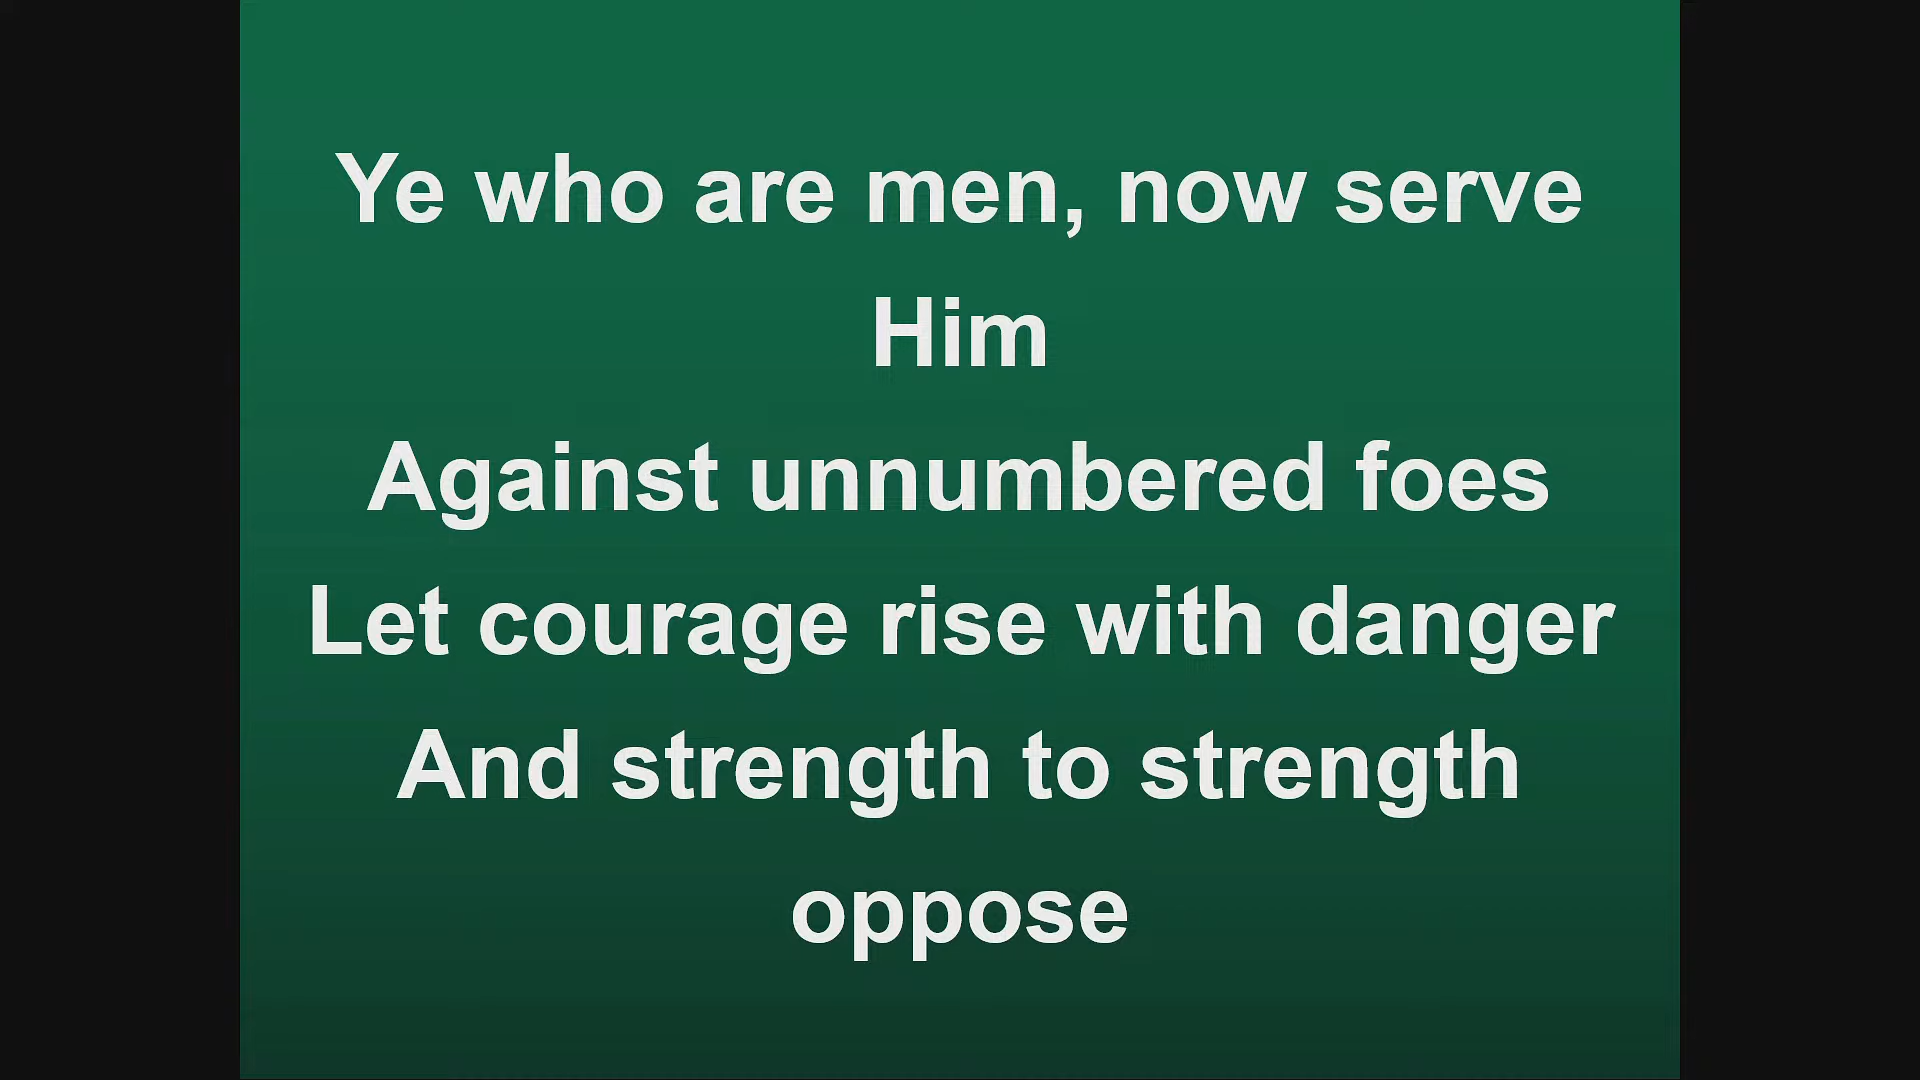 Ye who are men, now serve
Him
Against unnumbered foes
Let courage rise with danger
And strength to strength
oppose